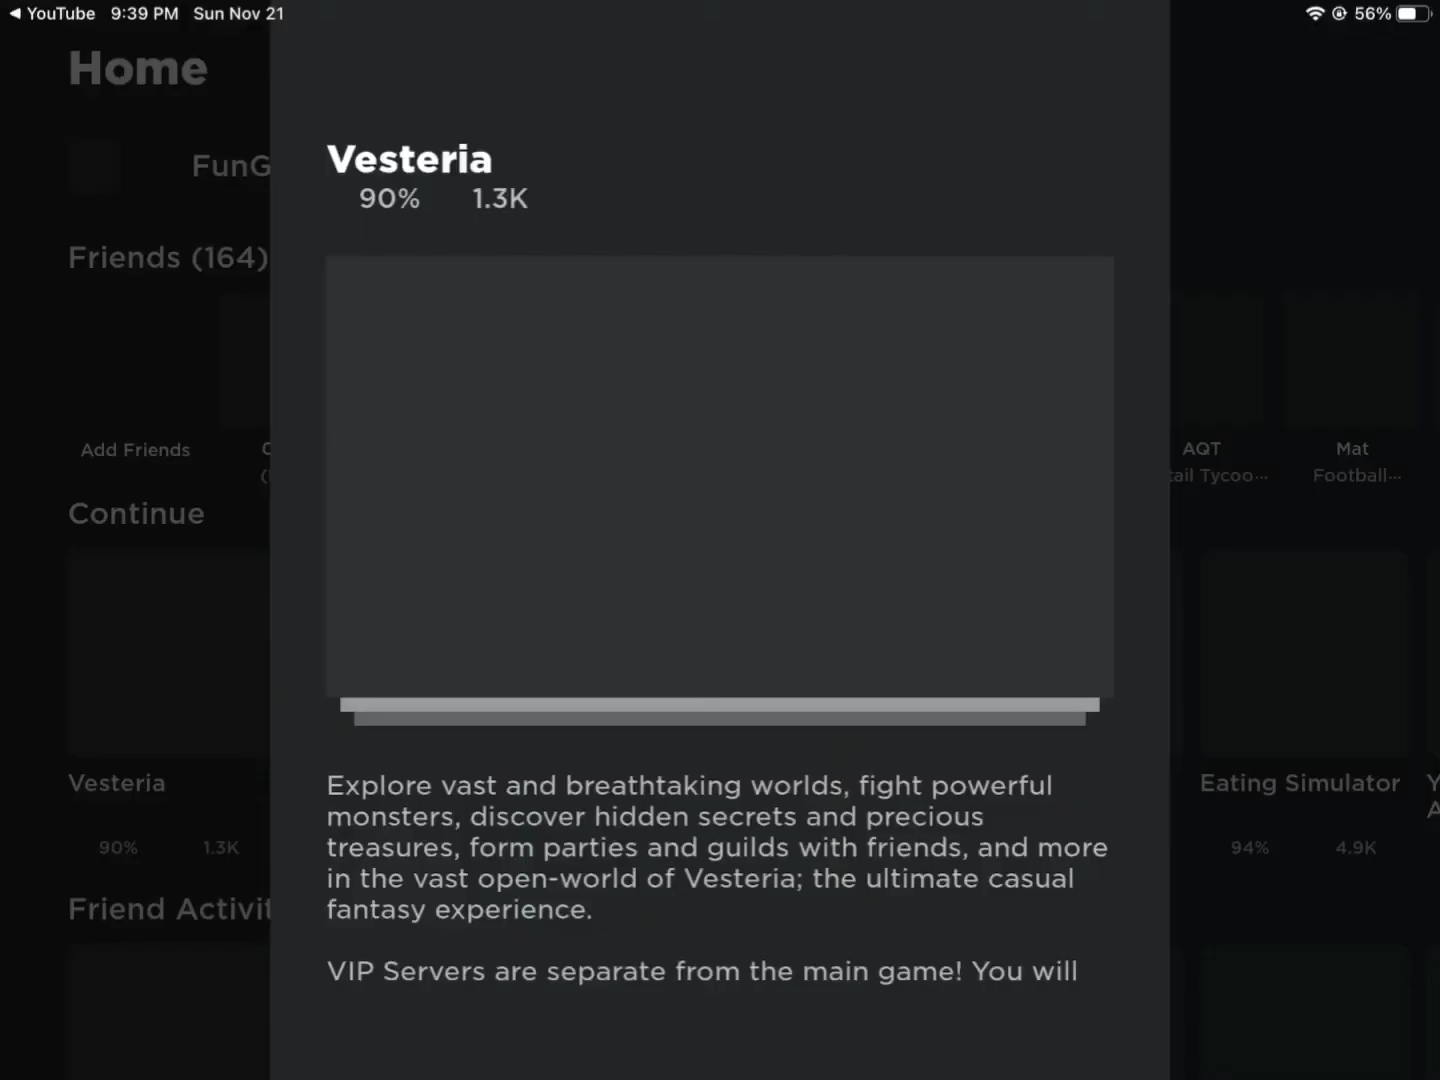 YouTube 9:39 PM Sun Nov 21 56%
Home
FunG
Friends (164)
Add Friends
AQT
Mat
tail Tycoo...
Football...
Continue
Vesteria
90% 1.3K
Eating Simulator
94% 4.9K
Friend Activit
Vesteria
90% 1.3K
Explore vast and breathtaking worlds, fight powerful
monsters, discover hidden secrets and precious
treasures, form parties and guilds with friends, and more
in the vast open-world of Vesteria; the ultimate casual
fantasy experience.
VIP Servers are separate from the main game! You will